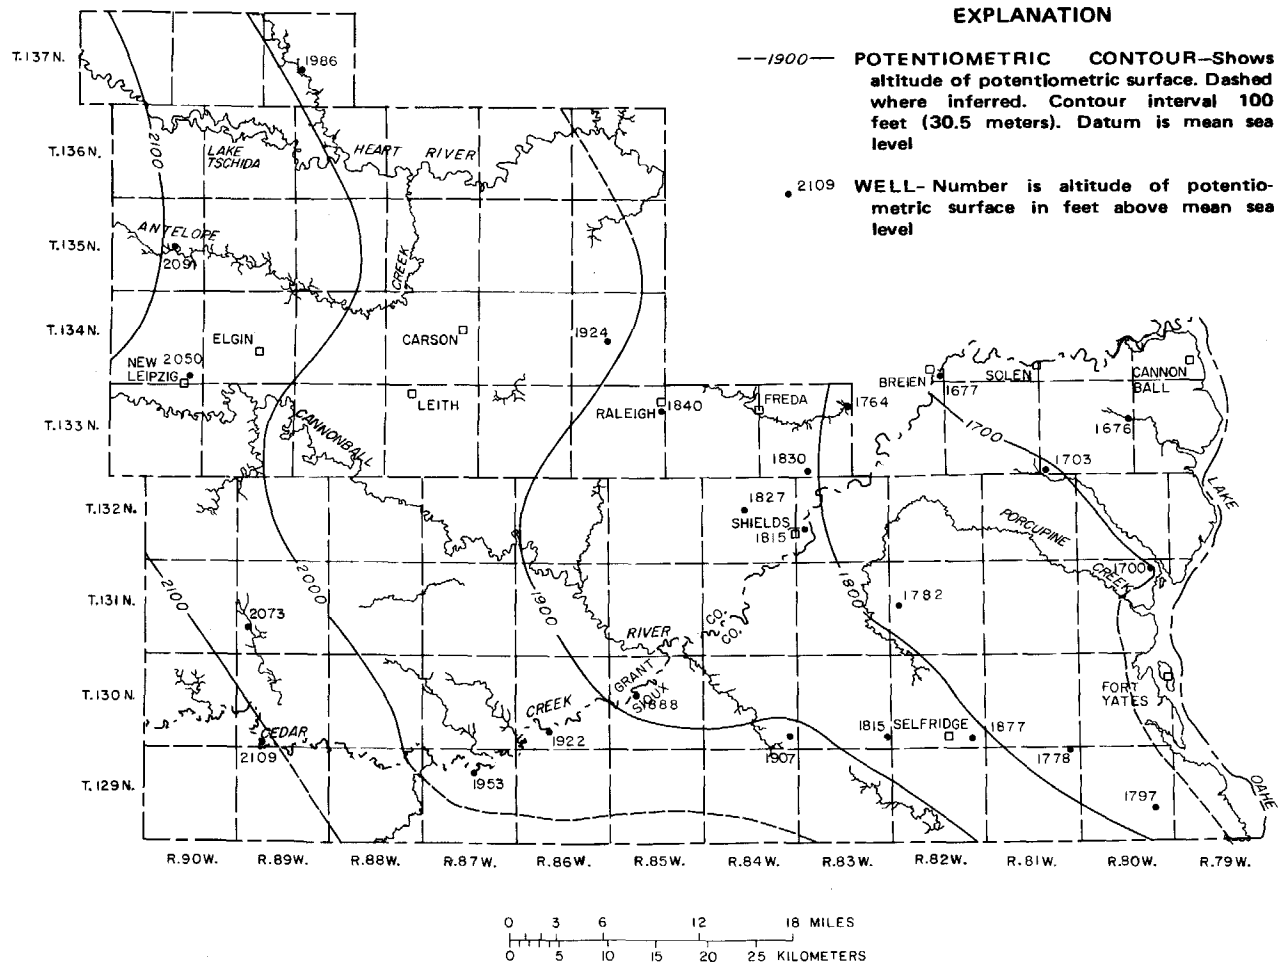 EXPLANATION
1900
POTENTIOMETRIC CONTOUR—Shows
altitude of potentiometric surface. Dashed
where inferred. Contour interval 100
feet (30.5 meters). Datum is mean sea
level
2109
WELL– Number is altitude of potentio-
metric surface in feet above mean sea
level
T.137N.
1986
2100
T.136N.
LAKE
TSCHIDA
HEART RIVER
ANTELOPE
CREEK
T.135N.
2091
T.134N.
ELGIN
CARSON
1924
NEW 2050
LEIPZIG
LEITH
RALEIGH
1840
FREDA
1764
BREIEN
1677
SOLEN
CANNON
BALL
T.133N.
CANNONBALL
1700
1676
1830
1703
T.132N.
1827
SHIELDS
1815
PORCUPINE
CREEK
LAKE
2100
2000
1900
1800
1700
T.131N.
2073
1782
CO.
CO.
RIVER
GRANT
SIOUX
T.130N.
CREEK
1888
FORT
YATES
CEDAR
2109
1922
1907
1815
SELFRIDGE
1877
1778
T.129N.
1953
1797
OAHE
R.90W. R.89W. R.88W. R.87W. R.86W. R.85W. R.84W. R.83W. R.82W. R.81W. R.80W. R.79W.
0 3 6 12 18 MILES
0 5 10 15 20 25 KILOMETERS